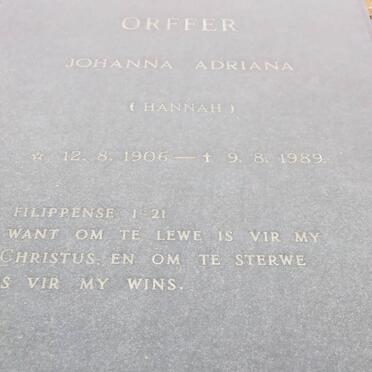 ORFFER
JOHANNA ADRIANA
( HANNAH )
☆ 12. 8. 1906 — ✝ 9. 8. 1989.
FILIPPENSE 1:21
WANT OM TE LEWE IS VIR MY
CHRISTUS, EN OM TE STERWE
S VIR MY WINS.